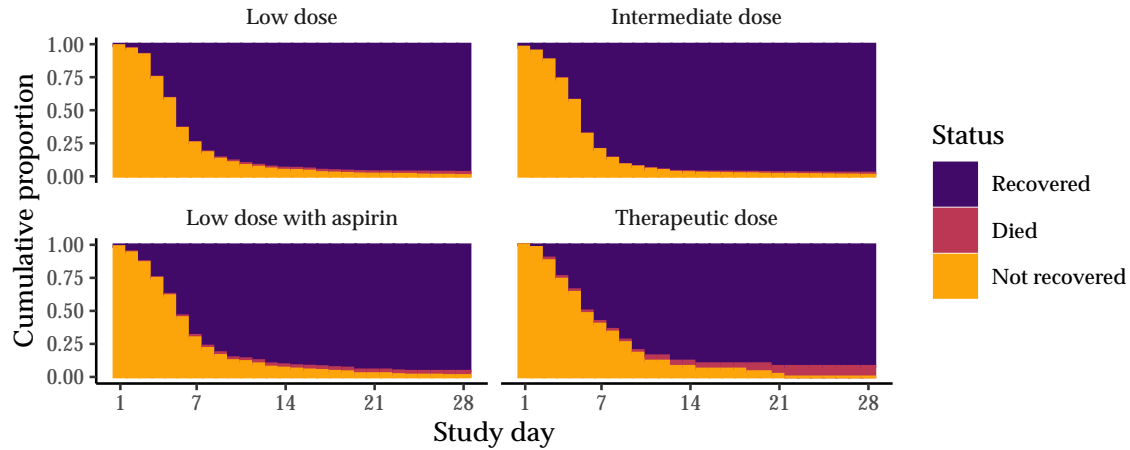 Low dose
Intermediate dose
1.00
0.75
0.50
0.25
0.00
Low dose with aspirin
Therapeutic dose
1.00
0.75
0.50
0.25
0.00
1 7 14 21 28
1 7 14 21 28
Cumulative proportion
Study day
Status
Recovered
Died
Not recovered